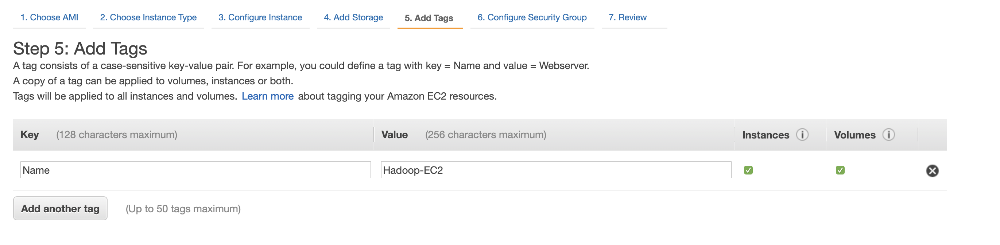 1. Choose AMI 2. Choose Instance Type 3. Configure Instance 4. Add Storage 5. Add Tags 6. Configure Security Group 7. Review
Step 5: Add Tags
A tag consists of a case-sensitive key-value pair. For example, you could define a tag with key = Name and value = Webserver.
A copy of a tag can be applied to volumes, instances or both.
Tags will be applied to all instances and volumes. Learn more about tagging your Amazon EC2 resources.
Key (128 characters maximum) Value (256 characters maximum) Instances i Volumes i
Name Hadoop-EC2
Add another tag (Up to 50 tags maximum)